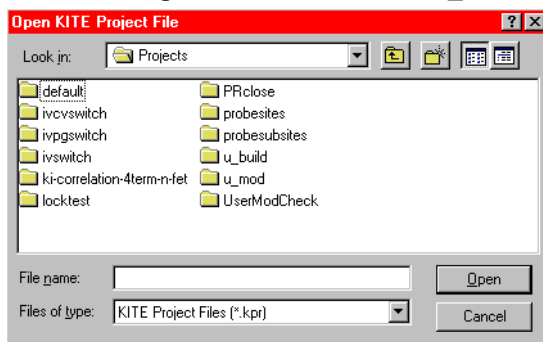 Open KITE Project File
Look in: Projects
default PRclose
ivcvswitch probesites
ivpgswitch probesubsites
ivswitch u_build
ki-correlation-4term-n-fet u_mod
locktest UserModCheck
File name: Open
Files of type: KITE Project Files (*.kpr) Cancel